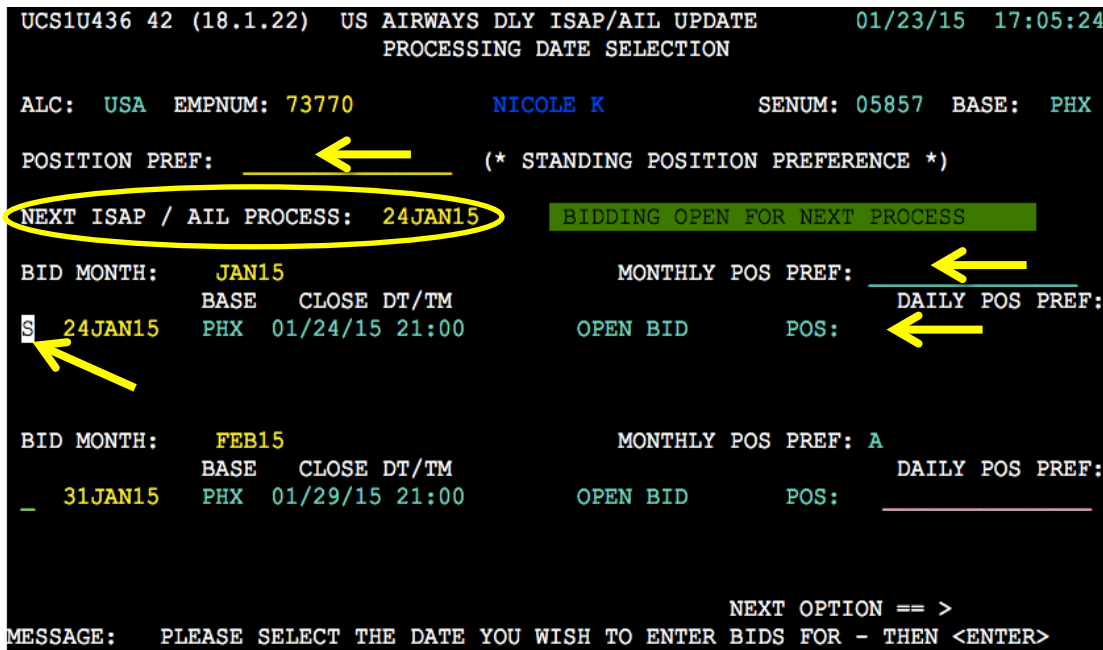 UCS1U436 42 (18.1.22) US AIRWAYS DLY ISAP/AIL UPDATE 01/23/15 17:05:24
PROCESSING DATE SELECTION
ALC: USA EMPNUM: 73770 NICOLE K SENUM: 05857 BASE: PHX
POSITION PREF: (* STANDING POSITION PREFERENCE *)
NEXT ISAP / AIL PROCESS: 24JAN15 BIDDING OPEN FOR NEXT PROCESS
BID MONTH: JAN15 MONTHLY POS PREF:
BASE CLOSE DT/TM DAILY POS PREF:
S 24JAN15 PHX 01/24/15 21:00 OPEN BID POS:
BID MONTH: FEB15 MONTHLY POS PREF: A
BASE CLOSE DT/TM DAILY POS PREF:
_ 31JAN15 PHX 01/29/15 21:00 OPEN BID POS:
NEXT OPTION == >
MESSAGE: PLEASE SELECT THE DATE YOU WISH TO ENTER BIDS FOR - THEN <ENTER>